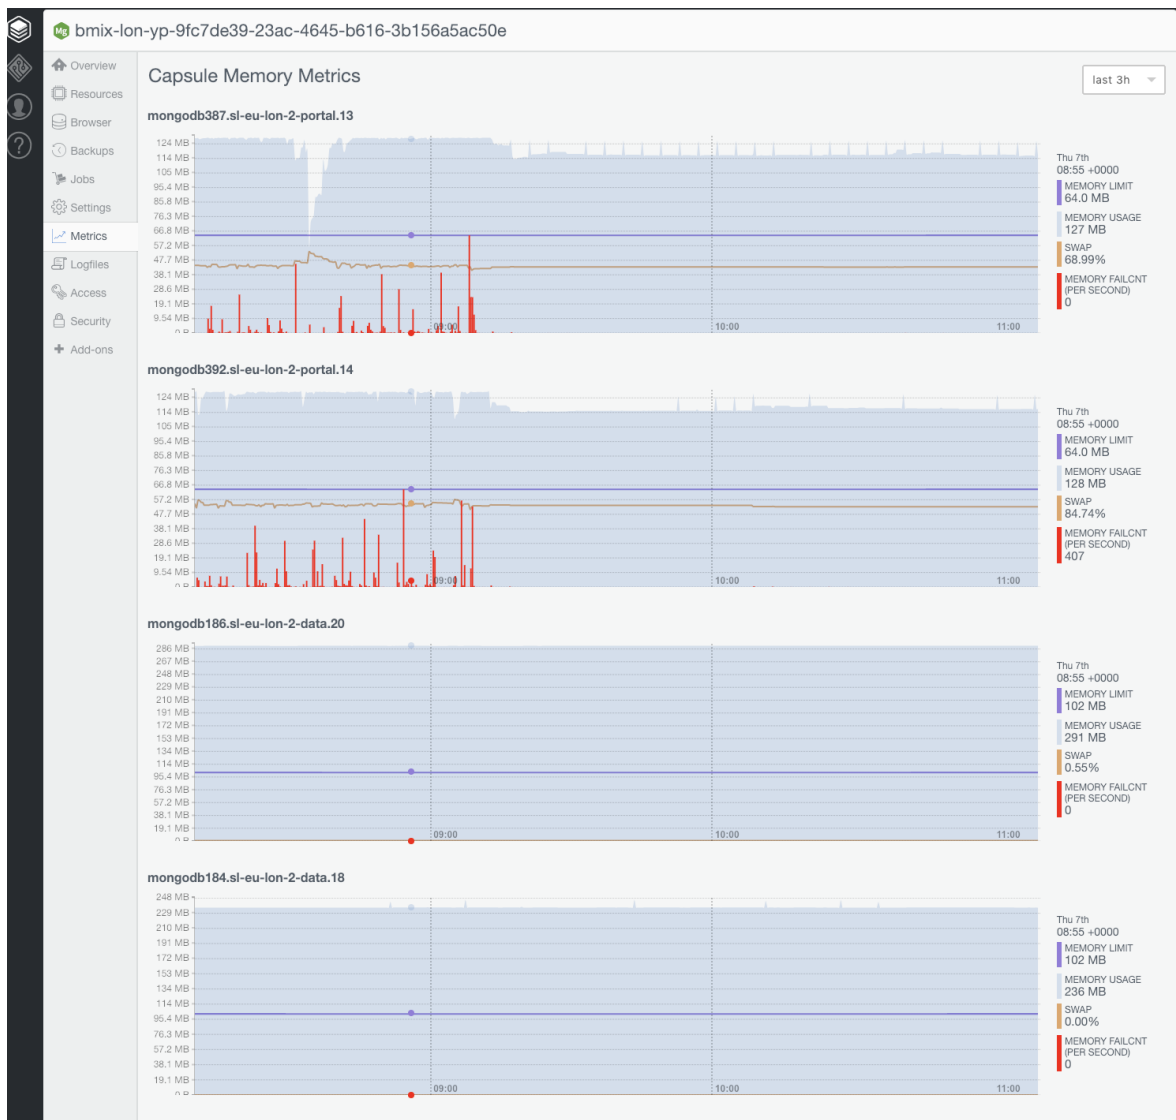 Mg bmix-lon-yp-9fc7de39-23ac-4645-b616-3b156a5ac50e
?
Overview
Resources
Browser
Backups
Jobs
Settings
Metrics
Logfiles
Access
Security
+ Add-ons
Capsule Memory Metrics
last 3h
mongodb387.sl-eu-lon-2-portal.13
124 MB
114 MB
105 MB
95.4 MB
85.8 MB
76.3 MB
66.8 MB
57.2 MB
47.7 MB
38.1 MB
28.6 MB
19.1 MB
9.54 MB
0 B
09:00
10:00
11:00
Thu 7th
08:55 +0000
MEMORY LIMIT
64.0 MB
MEMORY USAGE
127 MB
SWAP
68.99%
MEMORY FAILCNT
(PER SECOND)
0
mongodb392.sl-eu-lon-2-portal.14
124 MB
114 MB
105 MB
95.4 MB
85.8 MB
76.3 MB
66.8 MB
57.2 MB
47.7 MB
38.1 MB
28.6 MB
19.1 MB
9.54 MB
0 B
09:00
10:00
11:00
Thu 7th
08:55 +0000
MEMORY LIMIT
64.0 MB
MEMORY USAGE
128 MB
SWAP
84.74%
MEMORY FAILCNT
(PER SECOND)
407
mongodb186.sl-eu-lon-2-data.20
286 MB
267 MB
248 MB
229 MB
210 MB
191 MB
172 MB
153 MB
134 MB
114 MB
95.4 MB
76.3 MB
57.2 MB
38.1 MB
19.1 MB
0 B
09:00
10:00
11:00
Thu 7th
08:55 +0000
MEMORY LIMIT
102 MB
MEMORY USAGE
291 MB
SWAP
0.55%
MEMORY FAILCNT
(PER SECOND)
0
mongodb184.sl-eu-lon-2-data.18
248 MB
229 MB
210 MB
191 MB
172 MB
153 MB
134 MB
114 MB
95.4 MB
76.3 MB
57.2 MB
38.1 MB
19.1 MB
0 B
09:00
10:00
11:00
Thu 7th
08:55 +0000
MEMORY LIMIT
102 MB
MEMORY USAGE
236 MB
SWAP
0.00%
MEMORY FAILCNT
(PER SECOND)
0